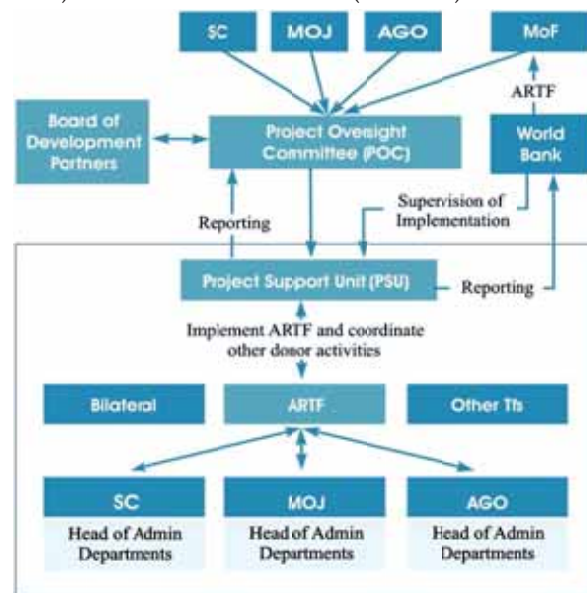 SC
MOJ
AGO
MoF
ARTF
Board of
Development
Partners
Project Oversight
Committee (POC)
World
Bank
Supervision of
Implementation
Reporting
Project Support Unit (PSU)
Reporting
Implement ARTF and coordinate
other donor activities
Bilateral
ARTF
Other Tfs
SC
MOJ
AGO
Head of Admin
Departments
Head of Admin
Departments
Head of Admin
Departments